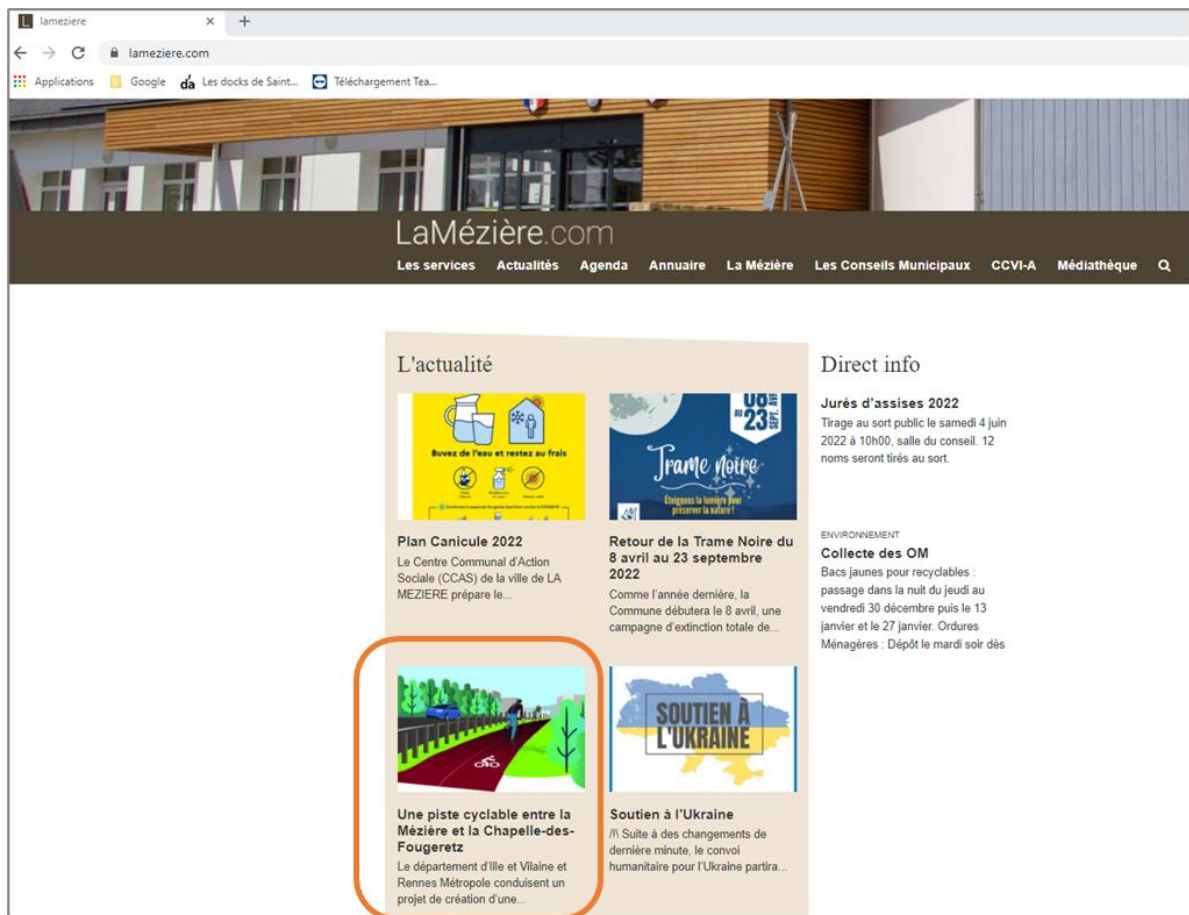 lameziere
lameziere.com
Applications Google da Les docks de Saint... Téléchargement Tea...
LaMézière.com
Les services Actualités Agenda Annuaire La Mézière Les Conseils Municipaux CCVI-A Médiathèque
L'actualité
Buvez de l'eau et restez au frais
Plan Canicule 2022
Le Centre Communal d'Action
Sociale (CCAS) de la ville de LA
MEZIERE prépare le...
08
AU 23 SEPT.
Trame noire
Éteignons la lumière pour
préserver la nature !
Retour de la Trame Noire du
8 avril au 23 septembre
2022
Comme l'année dernière, la
Commune débutera le 8 avril, une
campagne d'extinction totale de...
Une piste cyclable entre la
Mézière et la Chapelle-des-
Fougeretz
Le département d'Ille et Vilaine et
Rennes Métropole conduisent un
projet de création d'une...
SOUTIEN À
L'UKRAINE
Soutien à l'Ukraine
/!\ Suite à des changements de
dernière minute, le convoi
humanitaire pour l'Ukraine partira...
Direct info
Jurés d'assises 2022
Tirage au sort public le samedi 4 juin
2022 à 10h00, salle du conseil. 12
noms seront tirés au sort.
ENVIRONNEMENT
Collecte des OM
Bacs jaunes pour recyclables :
passage dans la nuit du jeudi au
vendredi 30 décembre puis le 13
janvier et le 27 janvier. Ordures
Ménagères : Dépôt le mardi soir dès